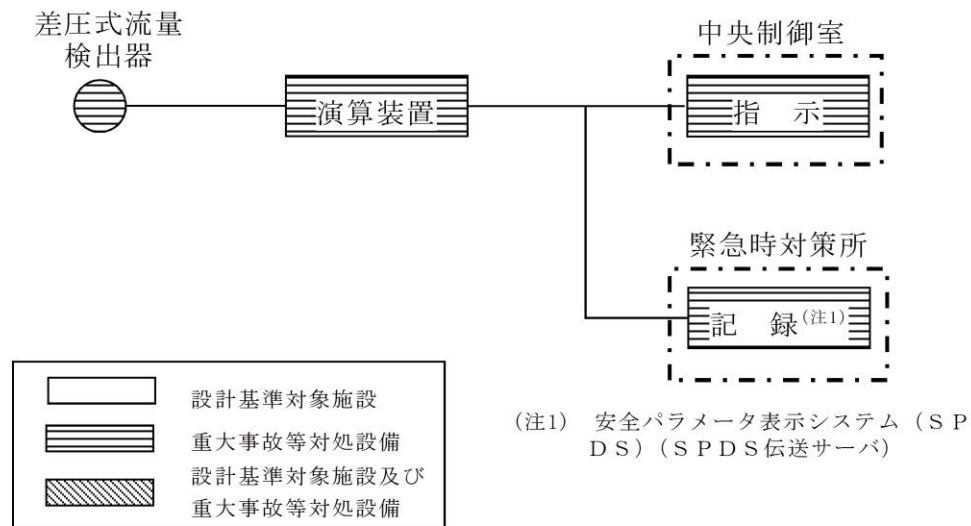 差圧式流量
検出器
演算装置
中央制御室
指　示
緊急時対策所
記　録(注1)
設計基準対象施設
重大事故等対処設備
設計基準対象施設及び
重大事故等対処設備
(注1)　安全パラメータ表示システム（ＳＰ
ＤＳ）（ＳＰＤＳ伝送サーバ）